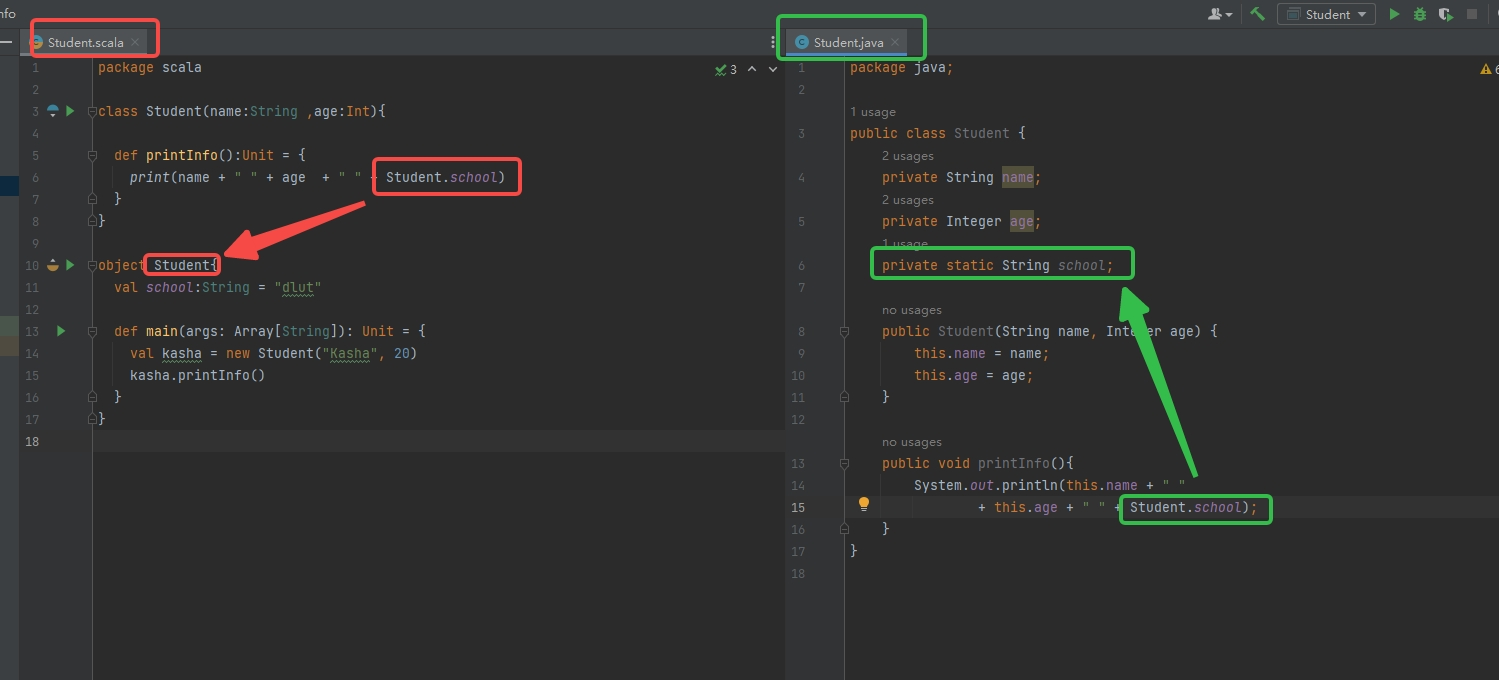 nfo
Student
Student.scala
1 package scala
3
2
3 class Student(name:String ,age:Int){
4
5 def printInfo():Unit = {
6 print(name + " " + age  + " " + Student.school)
7 }
8 }
9
10 object Student{
11 val school:String = "dlut"
12
13 def main(args: Array[String]): Unit = {
14 val kasha = new Student("Kasha", 20)
15 kasha.printInfo()
16 }
17 }
18
Student.java
1 package java;
6
2
1 usage
3 public class Student {
2 usages
4 private String name;
2 usages
5 private Integer age;
1 usage
6 private static String school;
7
no usages
8 public Student(String name, Integer age) {
9 this.name = name;
10 this.age = age;
11 }
12
no usages
13 public void printInfo(){
14 System.out.println(this.name + " "
15 + this.age + " " + Student.school);
16 }
17 }
18